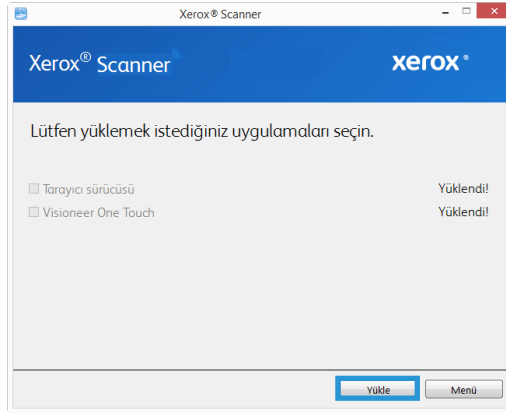 Xerox® Scanner
Xerox® Scanner
xerox®
Lütfen yüklemek istediğiniz uygulamaları seçin.
Tarayıcı sürücüsü Yüklendi!
Visioneer One Touch Yüklendi!
Yükle Menü